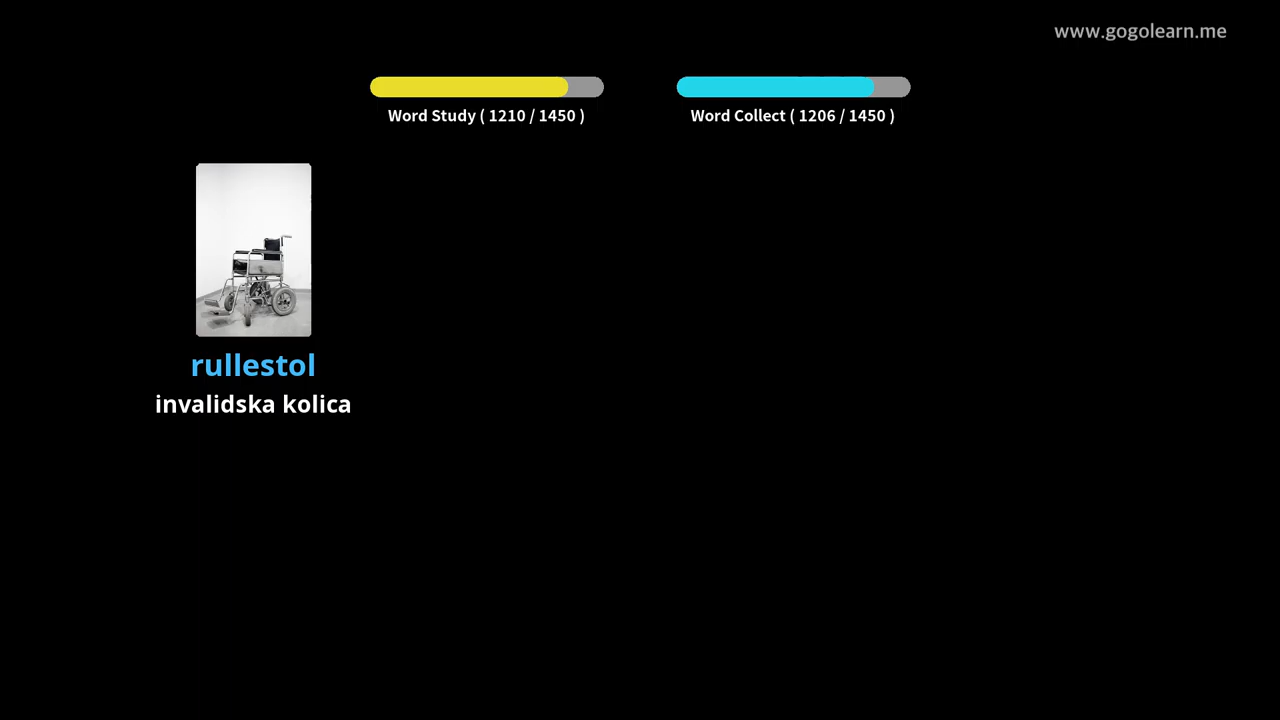 www.gogolearn.me
Word Study ( 1210 / 1450 )
Word Collect ( 1206 / 1450 )
rullestol
invalidska kolica